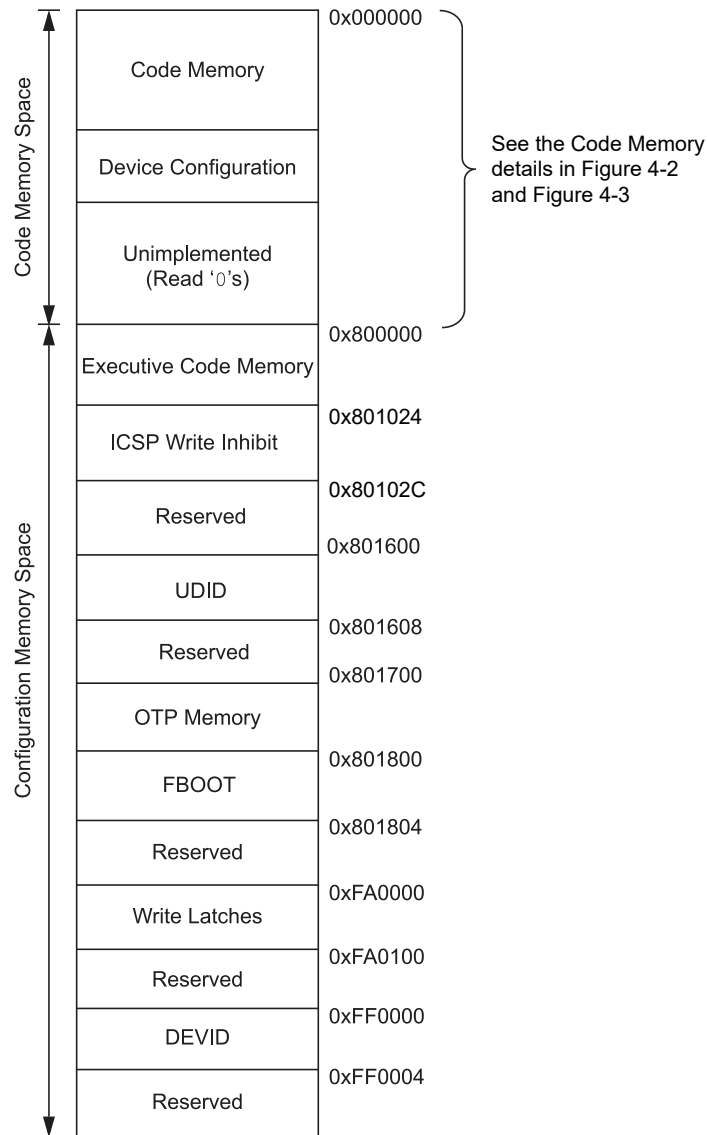 0x000000
Code Memory
Device Configuration
Unimplemented
(Read ‘0’s)
Code Memory Space
See the Code Memory
details in Figure 4-2
and Figure 4-3
0x800000
Executive Code Memory
0x801024
ICSP Write Inhibit
0x80102C
Reserved
0x801600
UDID
0x801608
Reserved
0x801700
OTP Memory
0x801800
FBOOT
0x801804
Reserved
0xFA0000
Write Latches
0xFA0100
Reserved
0xFF0000
DEVID
0xFF0004
Reserved
Configuration Memory Space